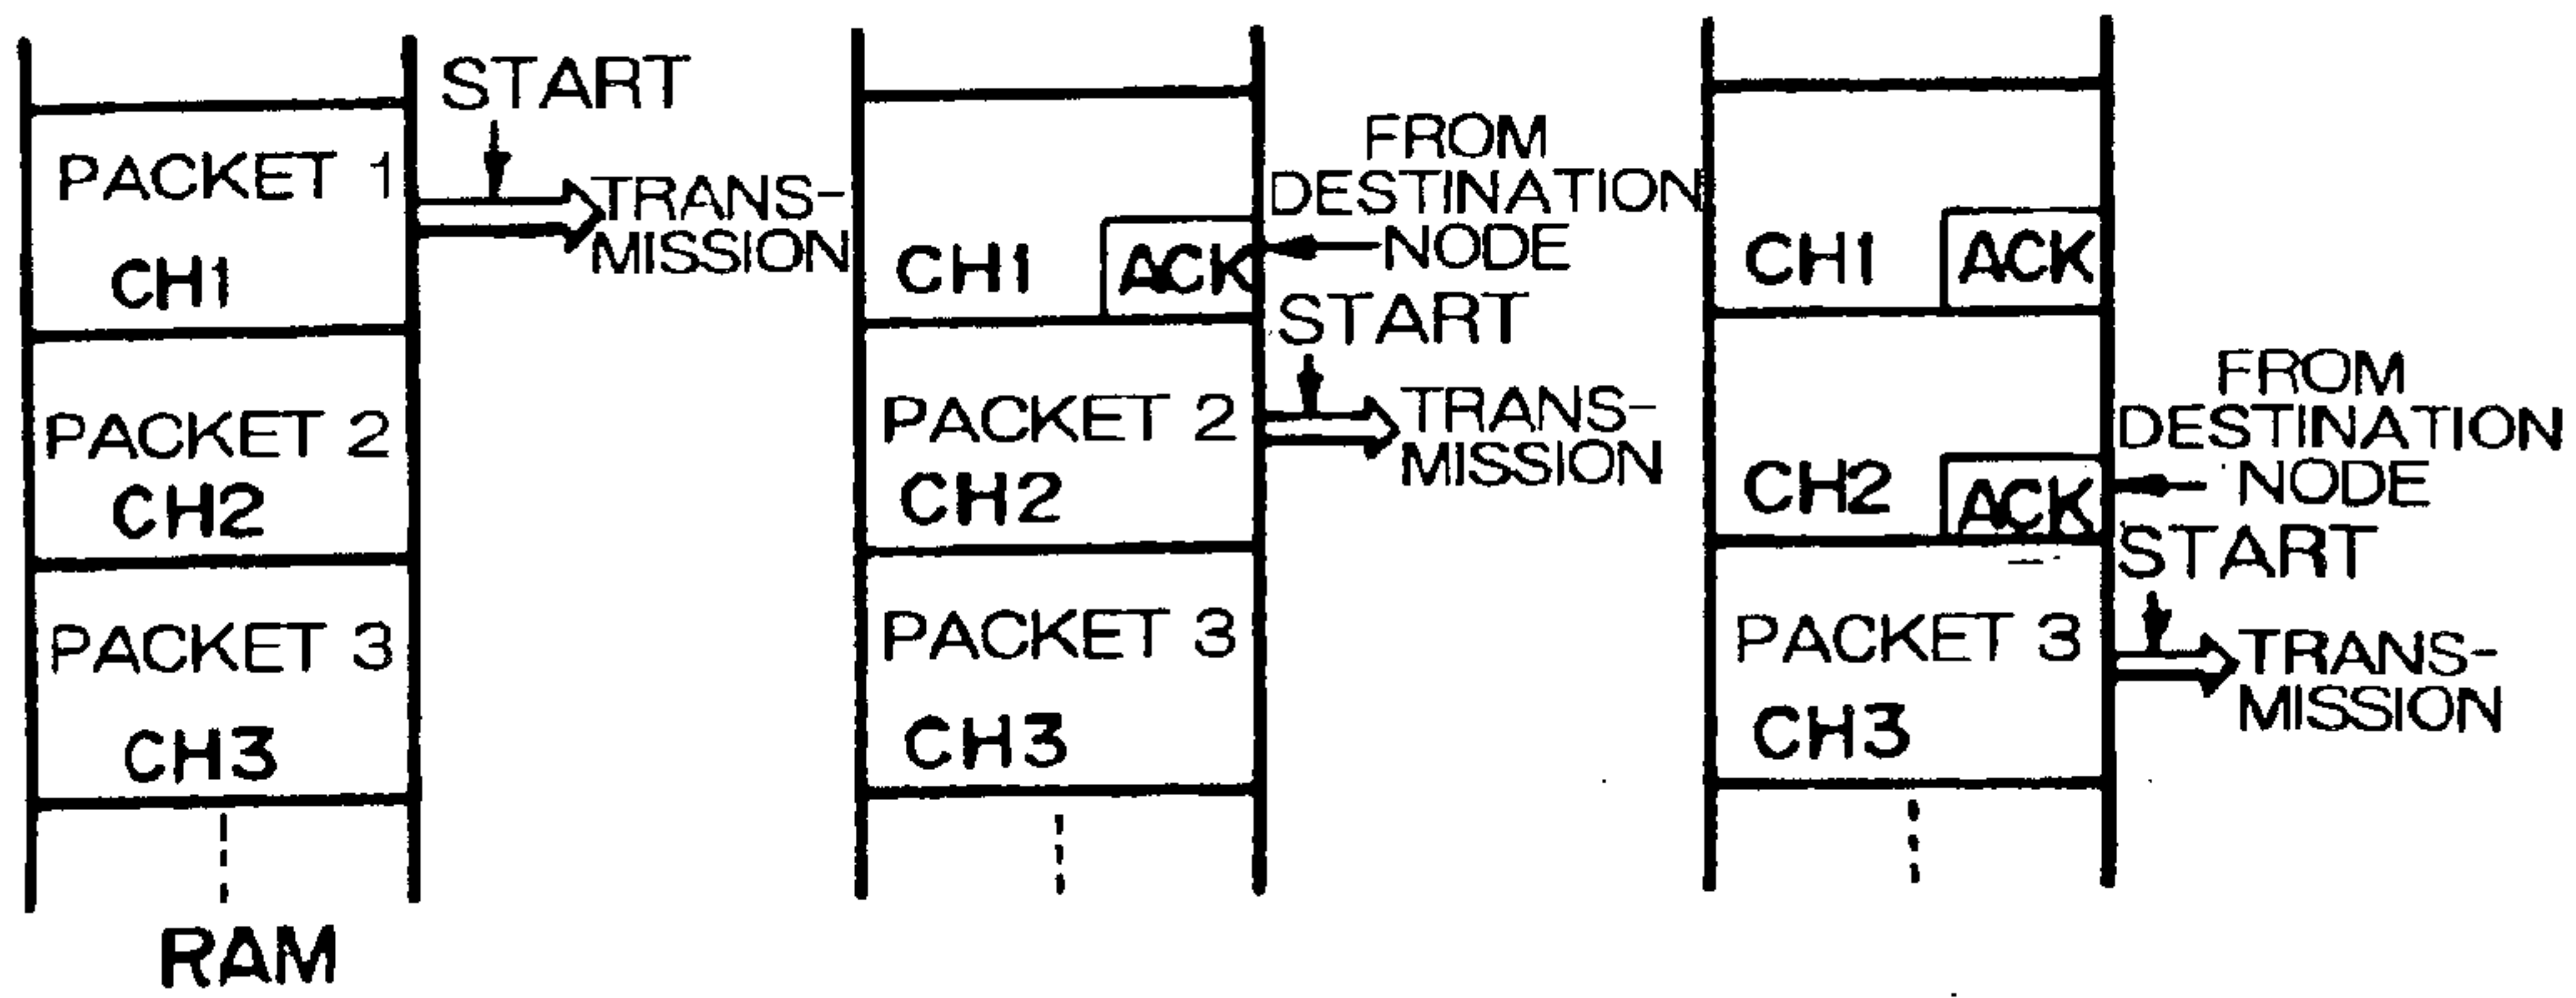 START
PACKET 1
TRANS-
MISSION
CH1
PACKET 2
CH2
PACKET 3
CH3
RAM
FROM
DESTINATION
NODE
CH1
ACK
START
PACKET 2
TRANS-
MISSION
CH2
PACKET 3
CH3
CH1
ACK
FROM
DESTINATION
NODE
CH2
ACK
START
PACKET 3
TRANS-
MISSION
CH3